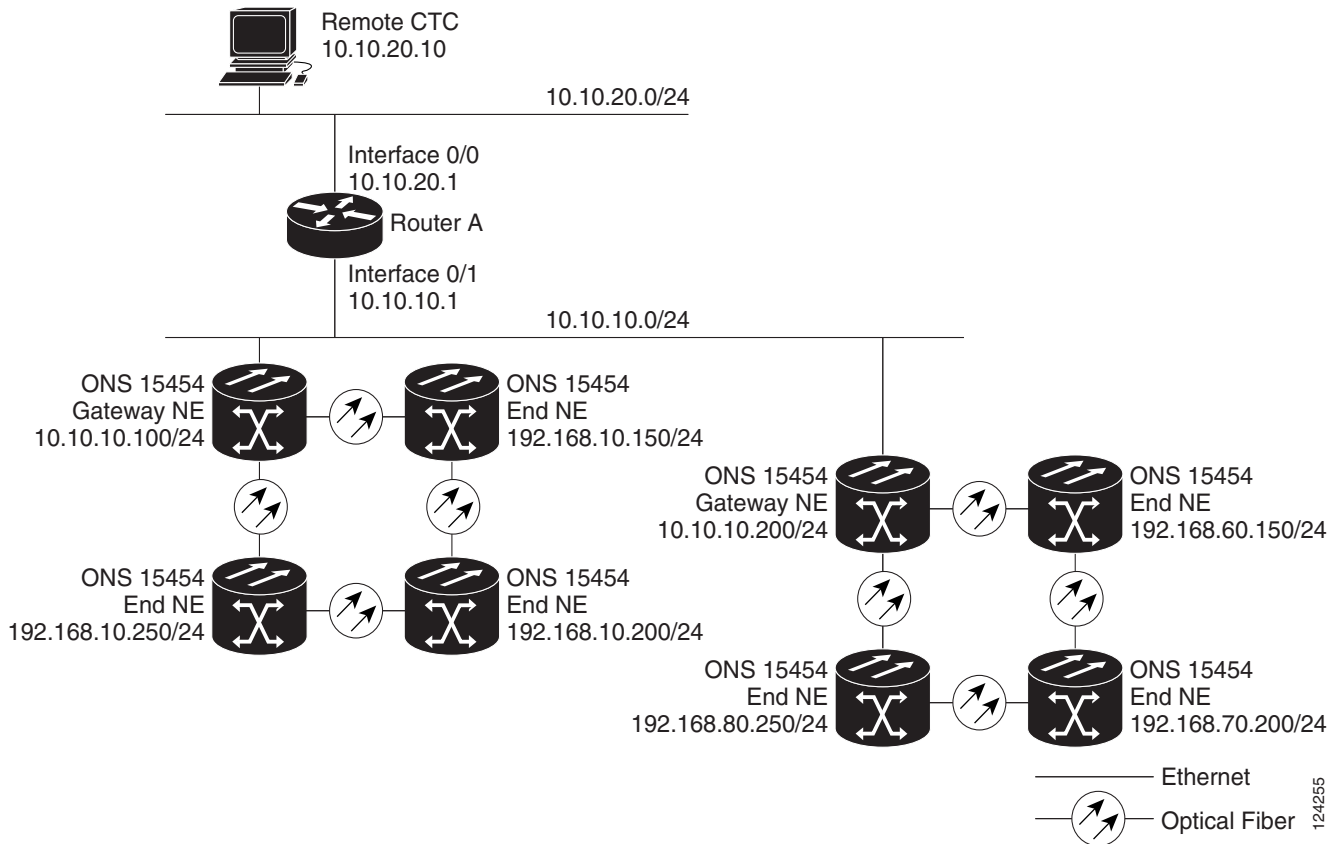 Remote CTC
10.10.20.10
10.10.20.0/24
Interface 0/0
10.10.20.1
Router A
Interface 0/1
10.10.10.1
10.10.10.0/24
ONS 15454
Gateway NE
10.10.10.100/24
ONS 15454
End NE
192.168.10.150/24
ONS 15454
End NE
192.168.10.250/24
ONS 15454
End NE
192.168.10.200/24
ONS 15454
Gateway NE
10.10.10.200/24
ONS 15454
End NE
192.168.60.150/24
ONS 15454
End NE
192.168.80.250/24
ONS 15454
End NE
192.168.70.200/24
Ethernet
Optical Fiber
124255